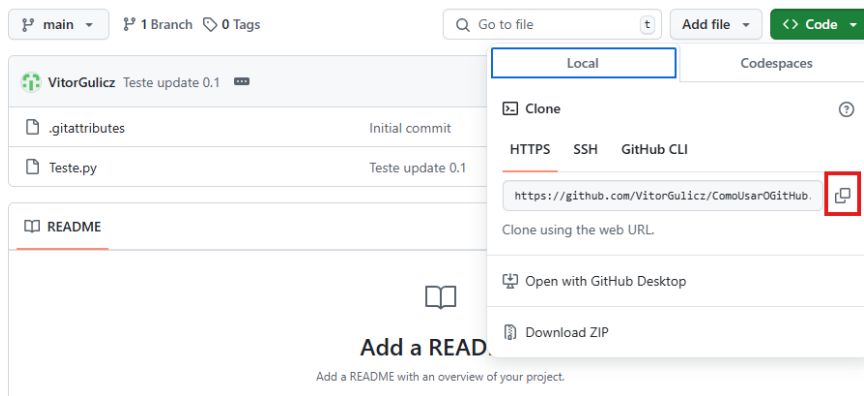 main 1 Branch 0 Tags Go to file t Add file Code
Local Codespaces
VitorGulicz Teste update 0.1
Clone
.gitattributes Initial commit
HTTPS SSH GitHub CLI
Teste.py Teste update 0.1
https://github.com/VitorGulicz/ComoUsarOGitHub.
README
Clone using the web URL.
Open with GitHub Desktop
Download ZIP
Add a READ
Add a README with an overview of your project.